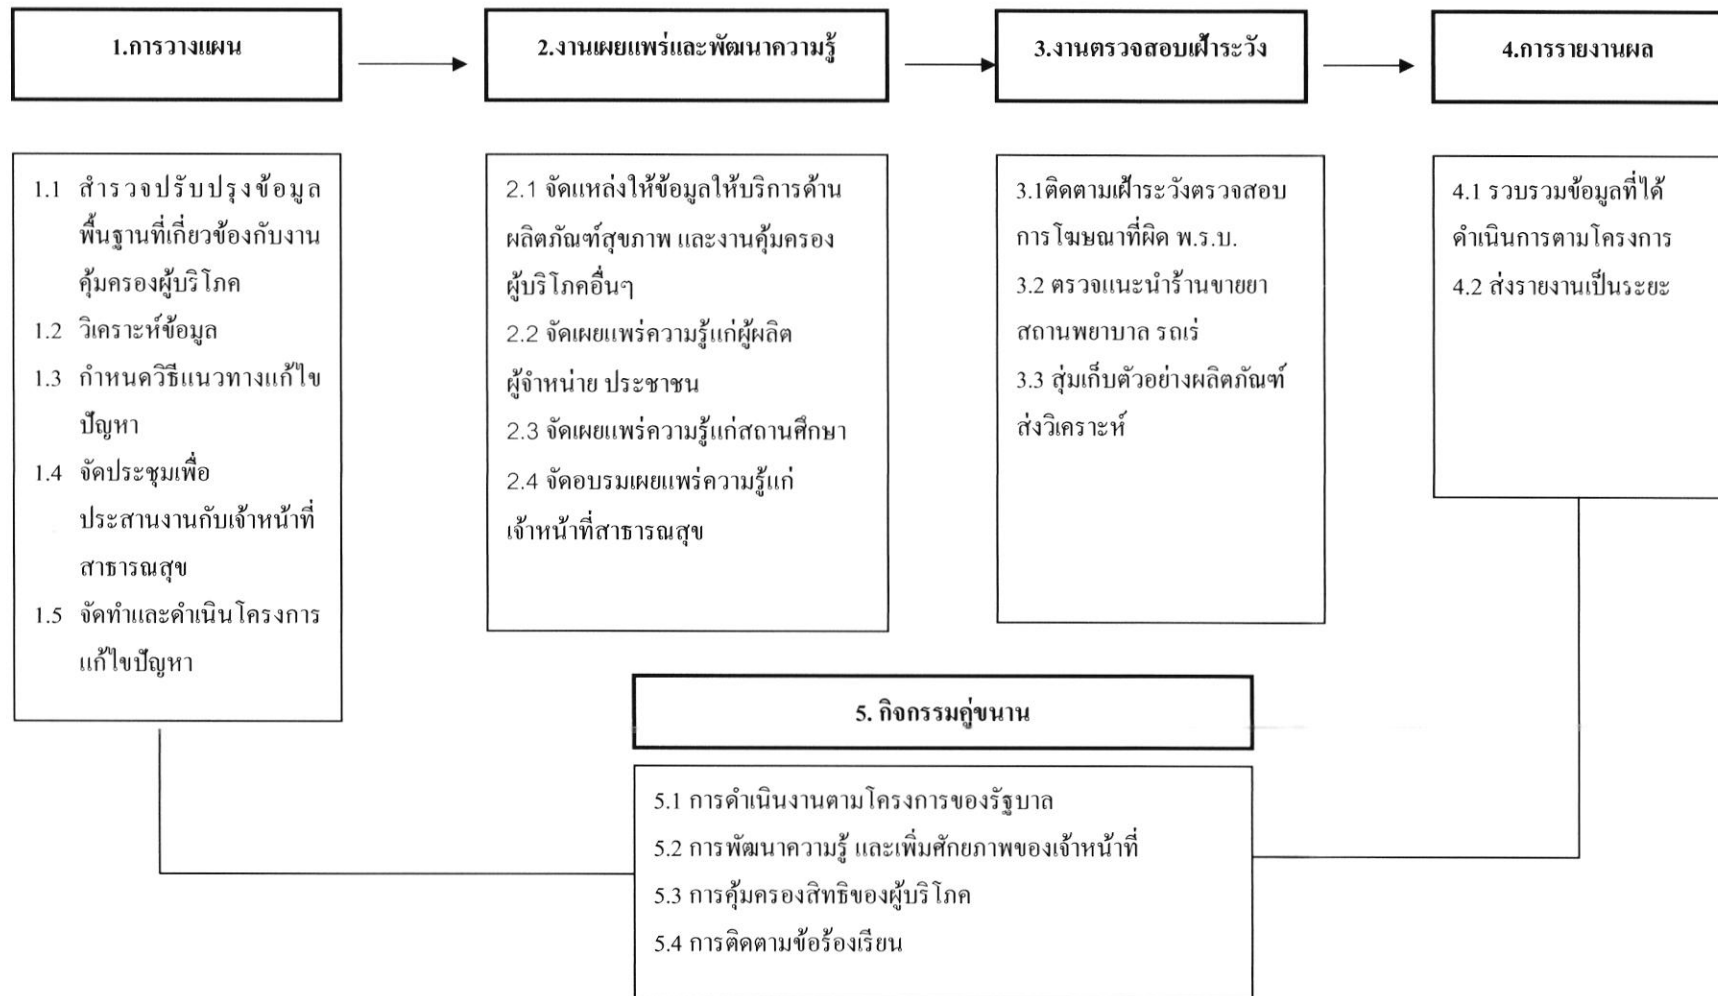 1.การวางแผน
2.งานเผยแพร่และพัฒนาความรู้
3.งานตรวจสอบเฝ้าระวัง
4.การรายงานผล
1.1 สำรวจปรับปรุงข้อมูล
พื้นฐานที่เกี่ยวข้องกับงาน
คุ้มครองผู้บริโภค
1.2 วิเคราะห์ข้อมูล
1.3 กำหนดวิธีแนวทางแก้ไข
ปัญหา
1.4 จัดประชุมเพื่อ
ประสานงานกับเจ้าหน้าที่
สาธารณสุข
1.5 จัดทำและดำเนินโครงการ
แก้ไขปัญหา
2.1 จัดแหล่งให้ข้อมูลให้บริการด้าน
ผลิตภัณฑ์สุขภาพ และงานคุ้มครอง
ผู้บริโภคอื่นๆ
2.2 จัดเผยแพร่ความรู้แก่ผู้ผลิต
ผู้จำหน่าย ประชาชน
2.3 จัดเผยแพร่ความรู้แก่สถานศึกษา
2.4 จัดอบรมเผยแพร่ความรู้แก่
เจ้าหน้าที่สาธารณสุข
3.1ติดตามเฝ้าระวังตรวจสอบ
การโฆษณาที่ผิด พ.ร.บ.
3.2 ตรวจแนะนำร้านขายยา
สถานพยาบาล รถเร่
3.3 สุ่มเก็บตัวอย่างผลิตภัณฑ์
ส่งวิเคราะห์
4.1 รวบรวมข้อมูลที่ได้
ดำเนินการตามโครงการ
4.2 ส่งรายงานเป็นระยะ
5. กิจกรรมคู่ขนาน
5.1 การดำเนินงานตามโครงการของรัฐบาล
5.2 การพัฒนาความรู้ และเพิ่มศักยภาพของเจ้าหน้าที่
5.3 การคุ้มครองสิทธิของผู้บริโภค
5.4 การติดตามข้อร้องเรียน